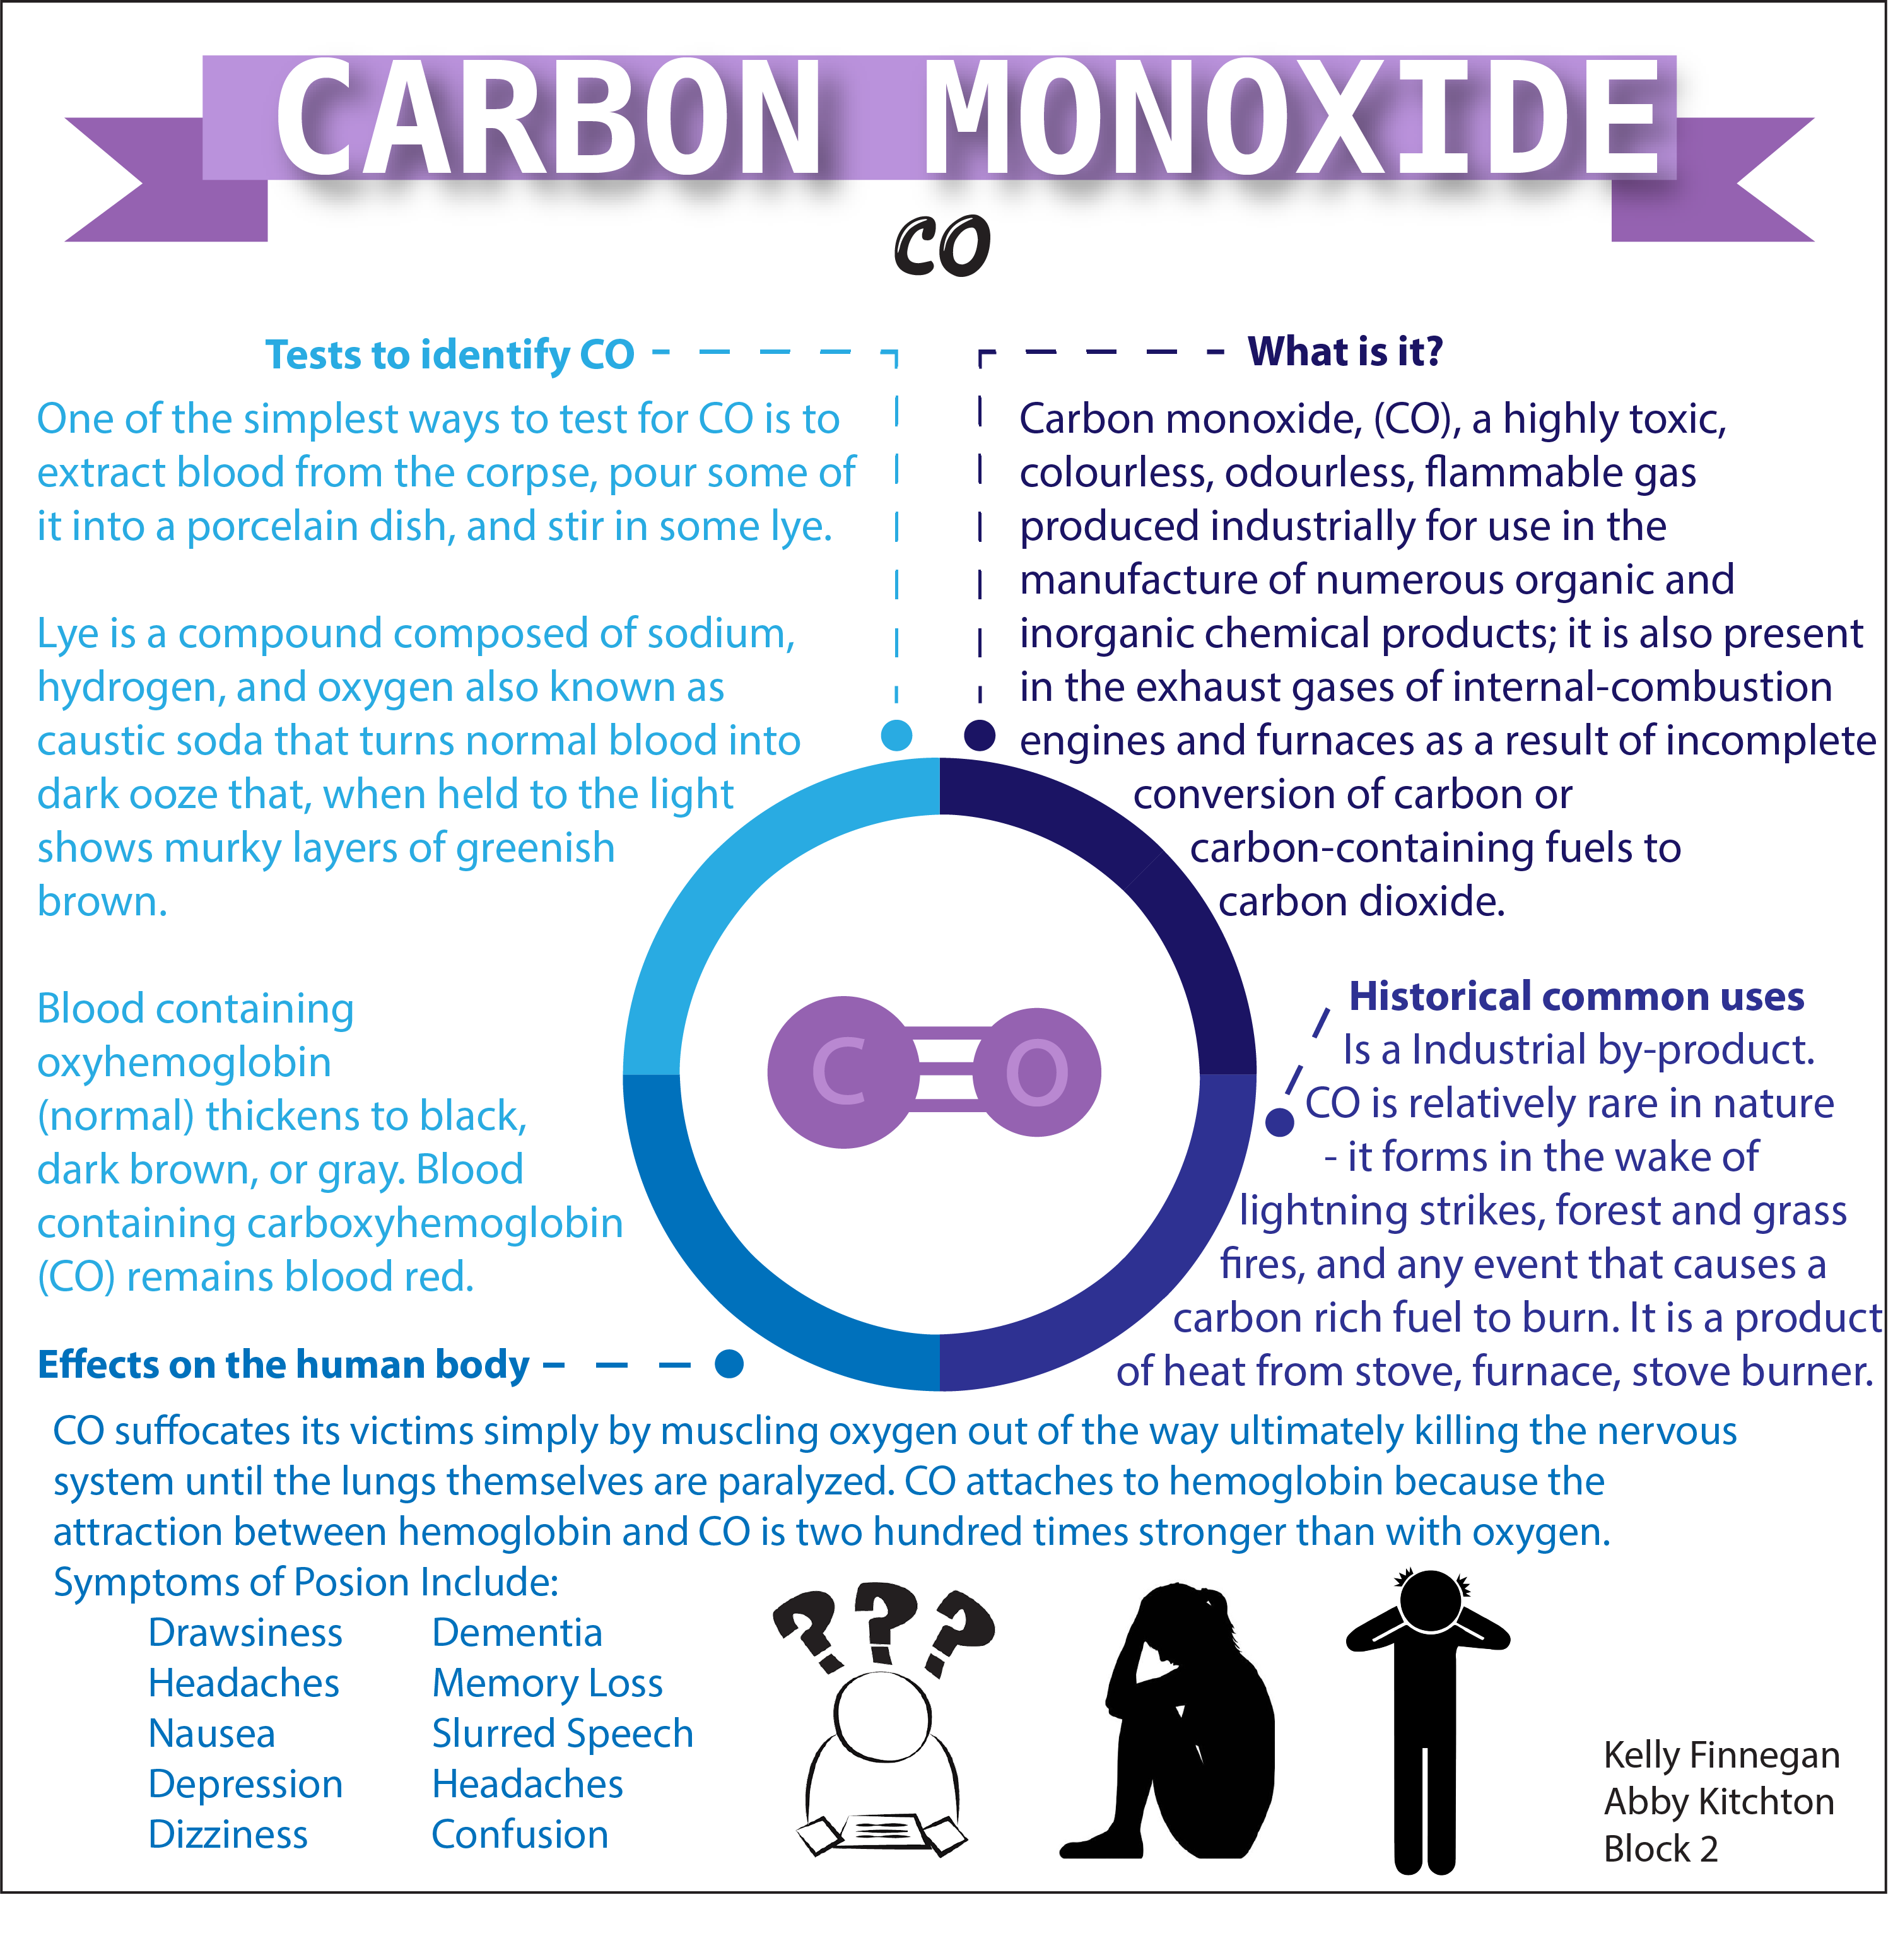 CARBON MONOXIDE
CO
Tests to identify CO
One of the simplest ways to test for CO is to
extract blood from the corpse, pour some of
it into a porcelain dish, and stir in some lye.
Lye is a compound composed of sodium,
hydrogen, and oxygen also known as
caustic soda that turns normal blood into
dark ooze that, when held to the light
shows murky layers of greenish
brown.
Blood containing
oxyhemoglobin
(normal) thickens to black,
dark brown, or gray. Blood
containing carboxyhemoglobin
(CO) remains blood red.
What is it?
Carbon monoxide, (CO), a highly toxic,
colourless, odourless, flammable gas
produced industrially for use in the
manufacture of numerous organic and
inorganic chemical products; it is also present
in the exhaust gases of internal-combustion
engines and furnaces as a result of incomplete
conversion of carbon or
carbon-containing fuels to
carbon dioxide.
C O
Historical common uses
Is a Industrial by-product.
CO is relatively rare in nature
- it forms in the wake of
lightning strikes, forest and grass
fires, and any event that causes a
carbon rich fuel to burn. It is a product
of heat from stove, furnace, stove burner.
Effects on the human body
CO suffocates its victims simply by muscling oxygen out of the way ultimately killing the nervous
system until the lungs themselves are paralyzed. CO attaches to hemoglobin because the
attraction between hemoglobin and CO is two hundred times stronger than with oxygen.
Symptoms of Posion Include:
Drawsiness
Headaches
Nausea
Depression
Dizziness
Dementia
Memory Loss
Slurred Speech
Headaches
Confusion
???
Kelly Finnegan
Abby Kitchton
Block 2